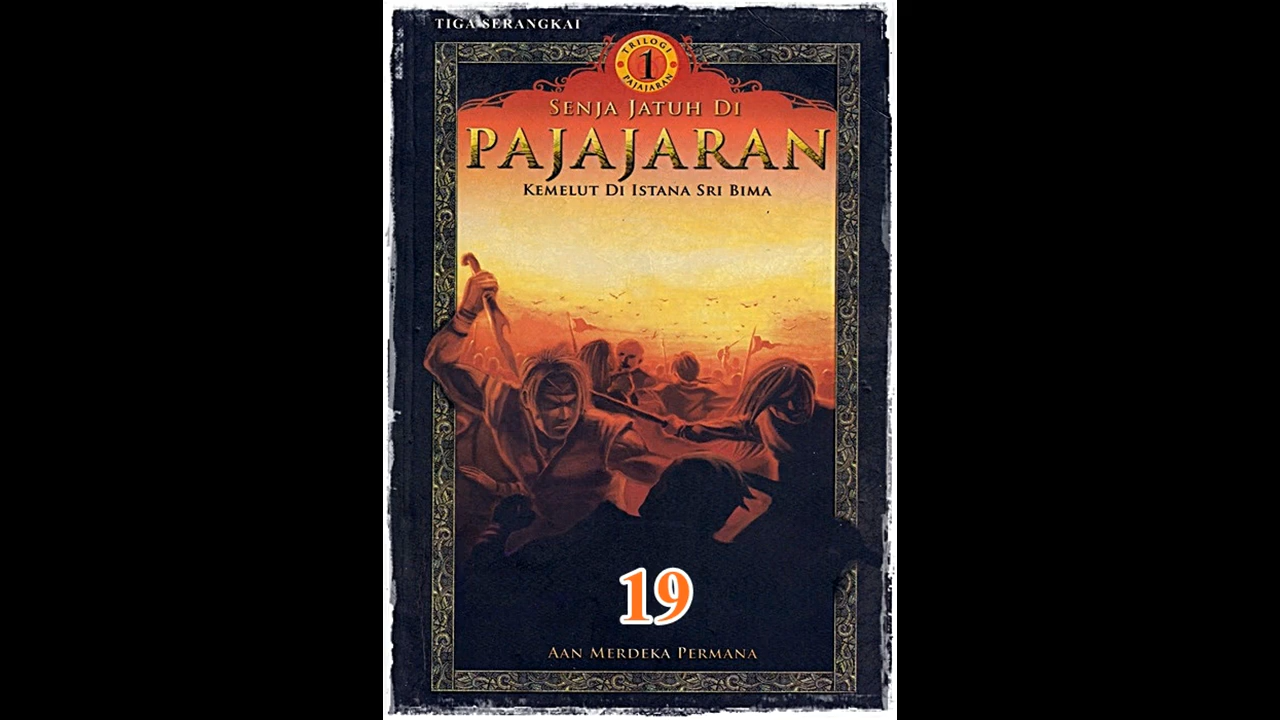 TIGA SERANGKAI
TRILOGI
1
PAJAJARAN
SENJA JATUH DI
PAJAJARAN
KEMELUT DI ISTANA SRI BIMA
19
AAN MERDEKA PERMANA